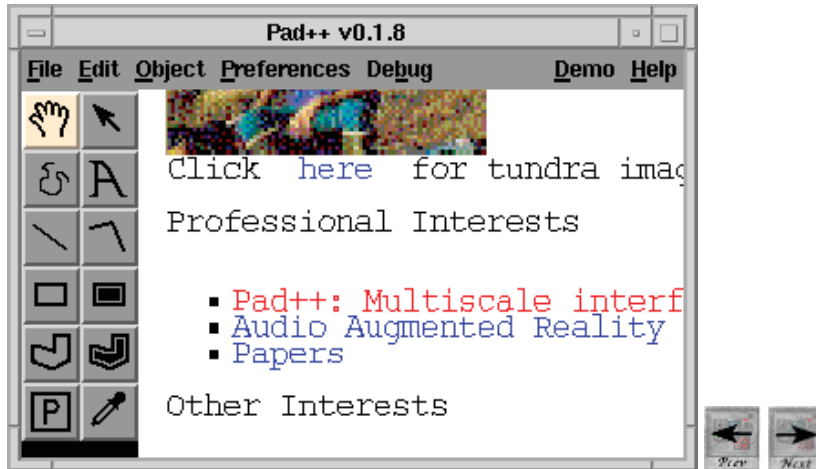 Pad++ v0.1.8
File Edit Object Preferences Debug Demo Help
Click here for tundra imag
Professional Interests
Pad++: Multiscale interf
Audio Augmented Reality
Papers
Other Interests
A
P
Prev Next